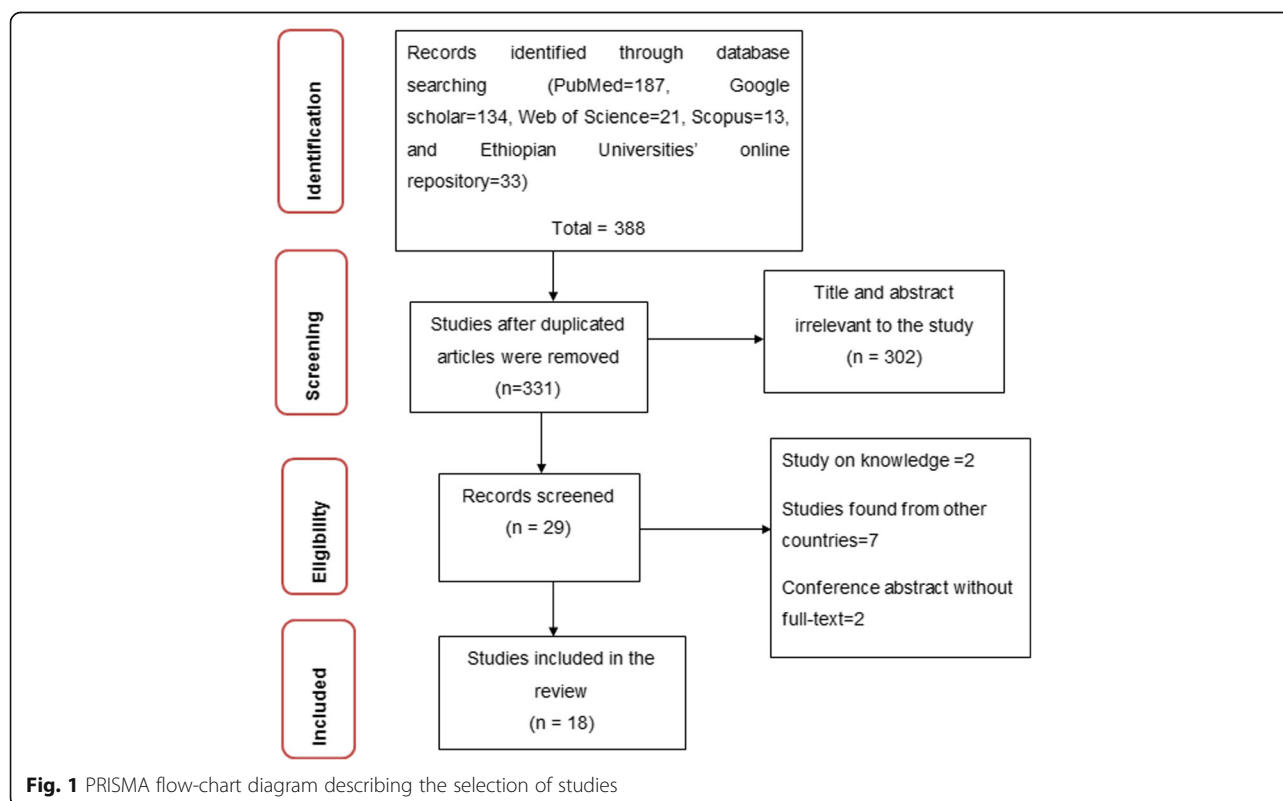 Identification
Records identified through database
searching (PubMed=187, Google
scholar=134, Web of Science=21, Scopus=13,
and Ethiopian Universities’ online
repository=33)
Total = 388
Screening
Studies after duplicated
articles were removed
(n=331)
Title and abstract
irrelevant to the study
(n = 302)
Eligibility
Records screened
(n = 29)
Study on knowledge =2
Studies found from other
countries=7
Conference abstract without
full-text=2
Included
Studies included in the
review
(n = 18)
Fig. 1 PRISMA flow-chart diagram describing the selection of studies